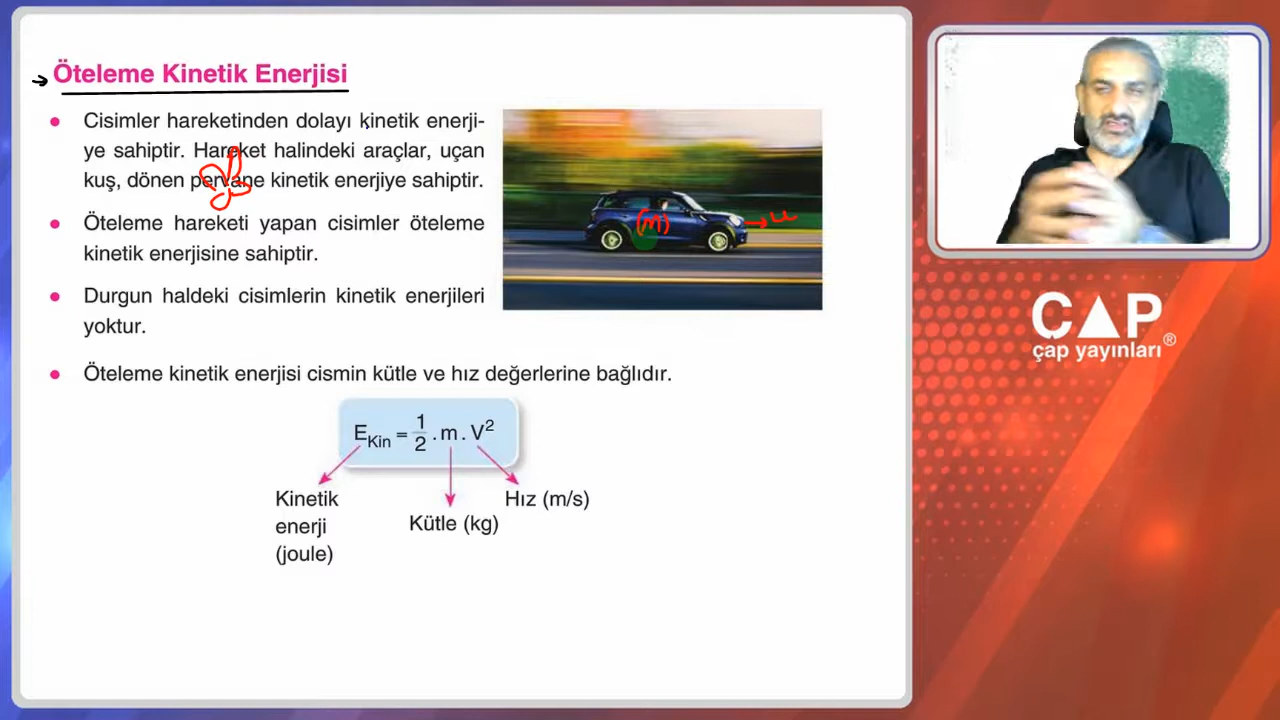 Öteleme Kinetik Enerjisi
• Cisimler hareketinden dolayı kinetik enerji-
ye sahiptir. Hareket halindeki araçlar, uçan
kuş, dönen pervane kinetik enerjiye sahiptir.
• Öteleme hareketi yapan cisimler öteleme
kinetik enerjisine sahiptir.
• Durgun haldeki cisimlerin kinetik enerjileri
yoktur.
• Öteleme kinetik enerjisi cismin kütle ve hız değerlerine bağlıdır.
(m)
E_Kin = 1/2 . m . V²
Kinetik
enerji
(joule)
Kütle (kg)
Hız (m/s)
ÇAP
çap yayınları®